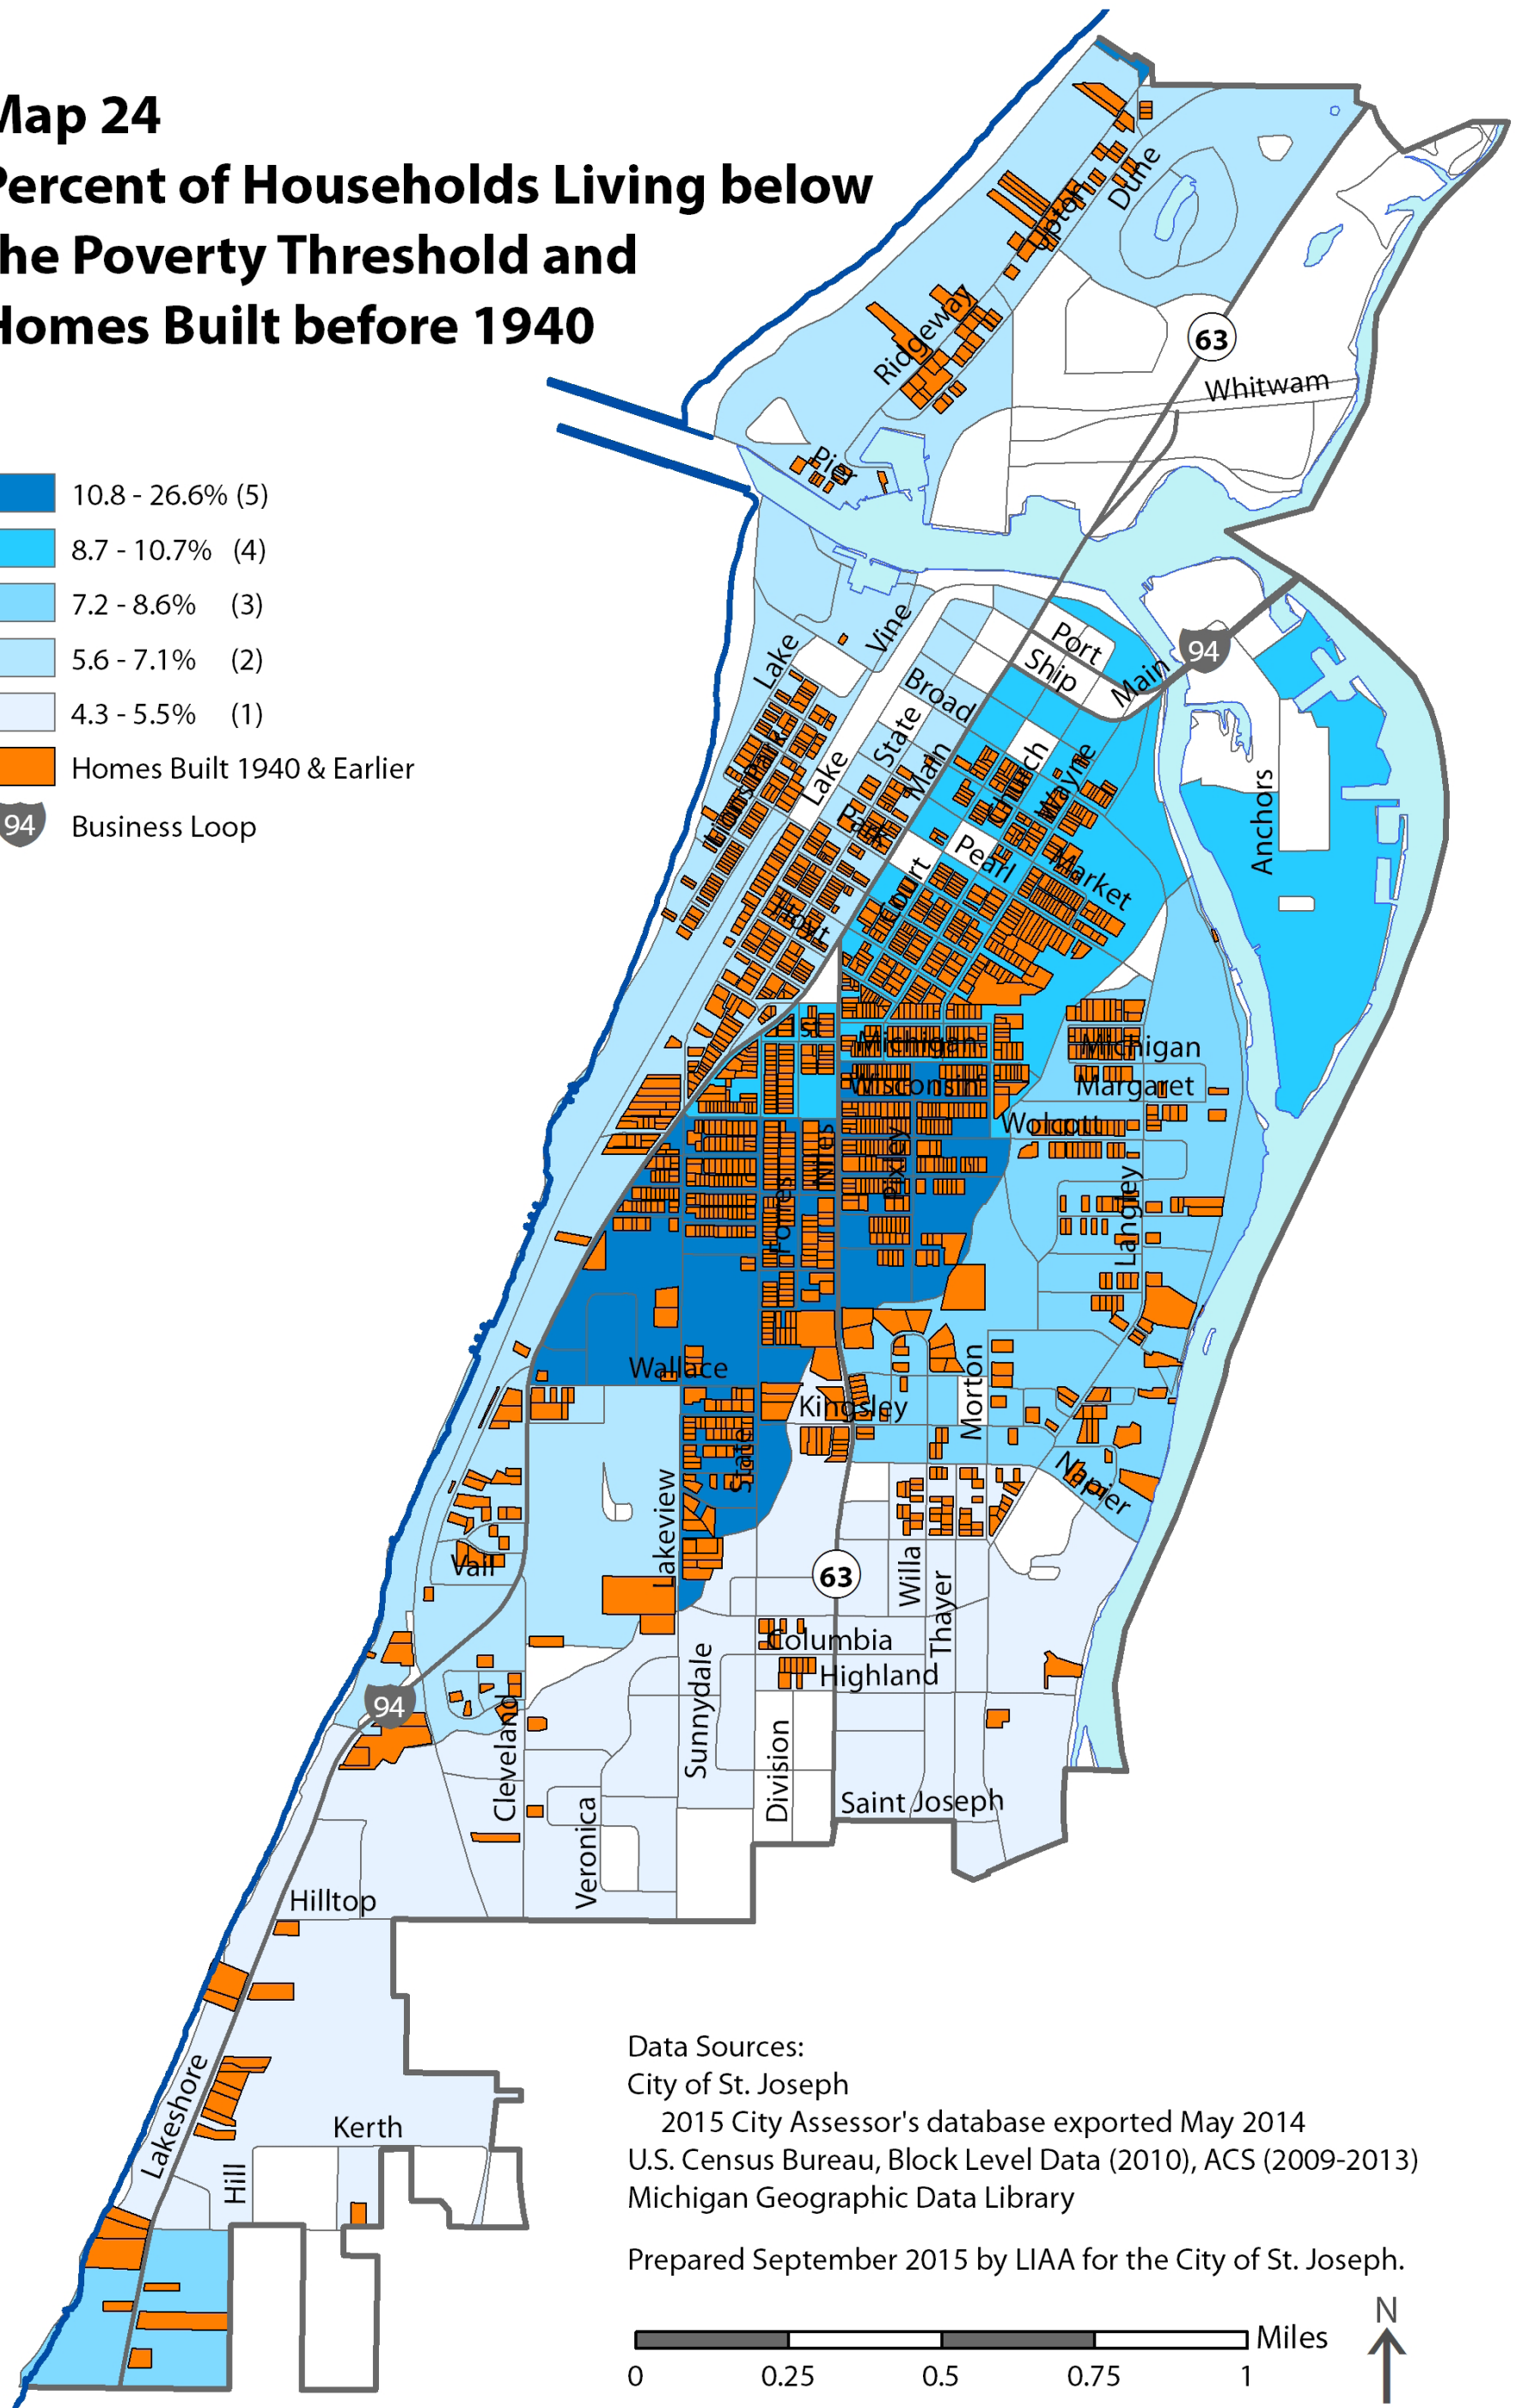 Map 24
Percent of Households Living below
the Poverty Threshold and
Homes Built before 1940
10.8 - 26.6% (5)
8.7 - 10.7% (4)
7.2 - 8.6% (3)
5.6 - 7.1% (2)
4.3 - 5.5% (1)
Homes Built 1940 & Earlier
94 Business Loop
Dune
Upton
Ridgeway
63
Whitwam
Pier
Vine
Lake
Port
Ship
Main
94
Broad
State
Main
Church
Wayne
Lake
Park
Pearl
Market
Court
Anchors
Hoyt
1st
Michigan
Michigan
Wisconsin
Margaret
Wolcott
Niles
Pixley
Forres
Langley
Wallace
Kingsley
Morton
State
Napier
Lakeview
Vail
63
Willa
Thayer
Columbia
Highland
Sunnydale
94
Cleveland
Division
Saint Joseph
Veronica
Hilltop
Lakeshore
Kerth
Hill
Data Sources:
City of St. Joseph
2015 City Assessor's database exported May 2014
U.S. Census Bureau, Block Level Data (2010), ACS (2009-2013)
Michigan Geographic Data Library
Prepared September 2015 by LIAA for the City of St. Joseph.
N
Miles
0 0.25 0.5 0.75 1